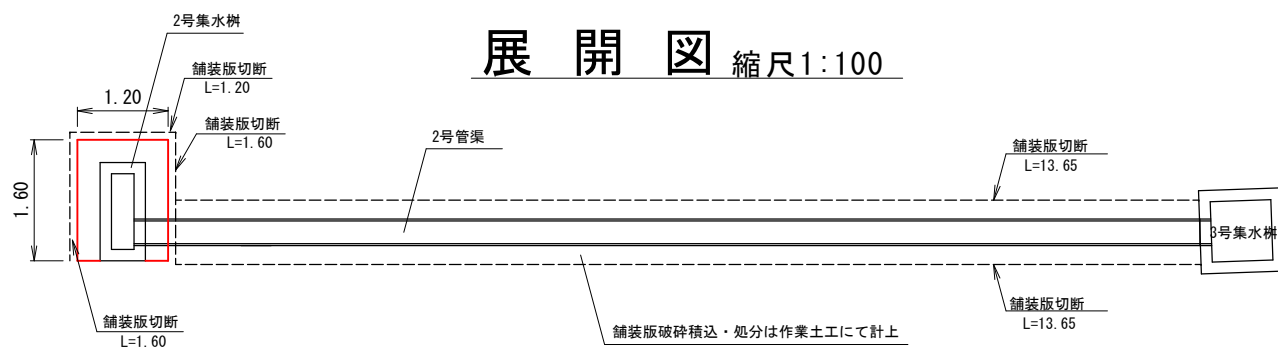 2号集水桝
展開図 縮尺1:100
舗装版切断
L=1.20
1.20
舗装版切断
L=1.60
2号管渠
舗装版切断
L=13.65
1.60
3号集水桝
舗装版切断
L=1.60
舗装版破砕積込・処分は作業土工にて計上
舗装版切断
L=13.65